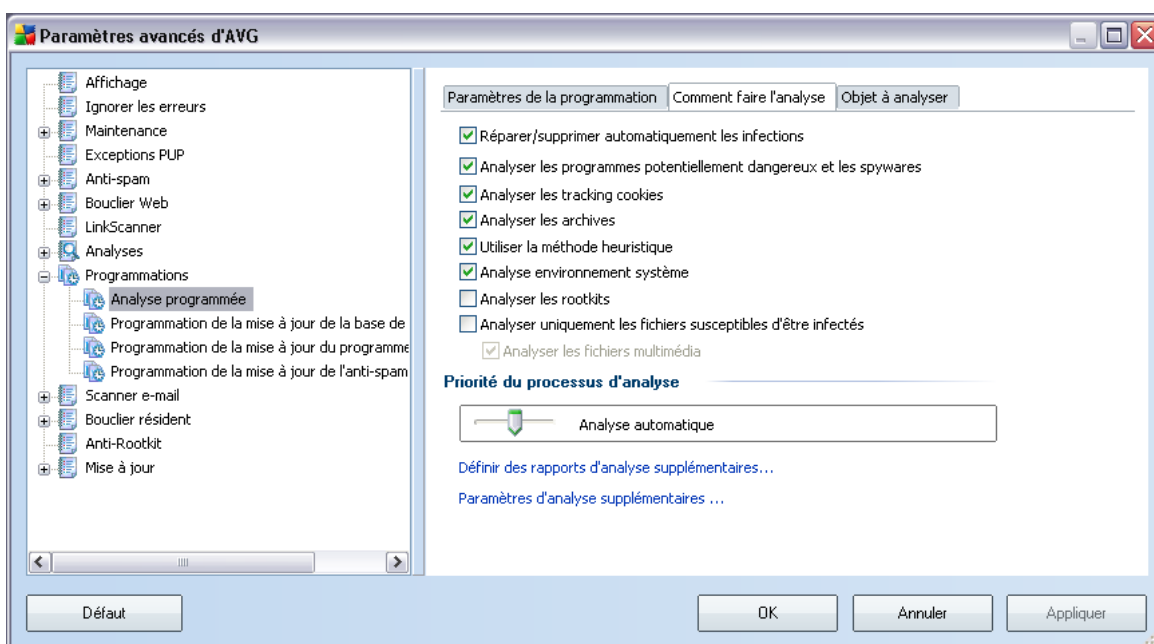 Paramètres avancés d'AVG
Affichage
Ignorer les erreurs
Maintenance
Exceptions PUP
Anti-spam
Bouclier Web
LinkScanner
Analyses
Programmations
Analyse programmée
Programmation de la mise à jour de la base de
Programmation de la mise à jour du programme
Programmation de la mise à jour de l'anti-spam
Scanner e-mail
Bouclier résident
Anti-Rootkit
Mise à jour
Paramètres de la programmation Comment faire l'analyse Objet à analyser
Réparer/supprimer automatiquement les infections
Analyser les programmes potentiellement dangereux et les spywares
Analyser les tracking cookies
Analyser les archives
Utiliser la méthode heuristique
Analyse environnement système
Analyser les rootkits
Analyser uniquement les fichiers susceptibles d'être infectés
Analyser les fichiers multimédia
Priorité du processus d'analyse
Analyse automatique
Définir des rapports d'analyse supplémentaires...
Paramètres d'analyse supplémentaires ...
Défaut OK Annuler Appliquer